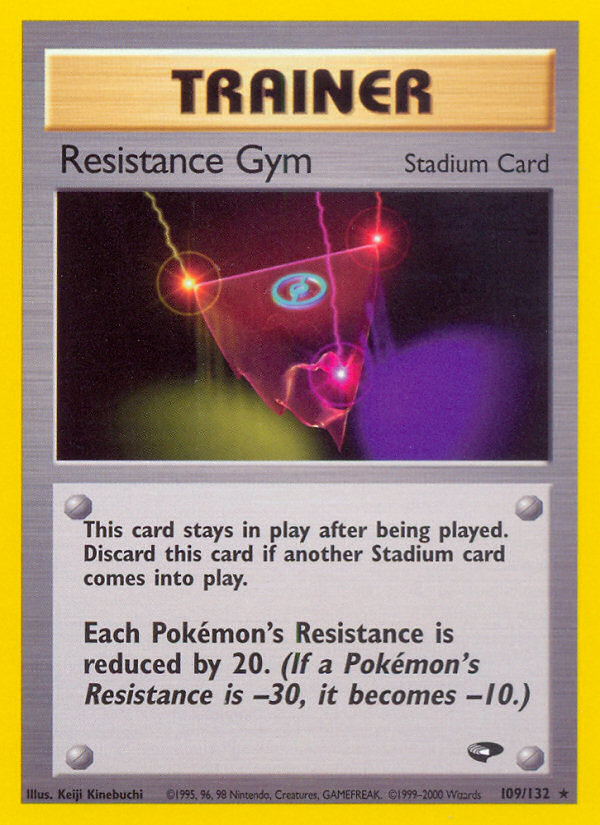 TRAINER
Resistance Gym
Stadium Card
This card stays in play after being played.
Discard this card if another Stadium card
comes into play.
Each Pokémon's Resistance is
reduced by 20. (If a Pokémon's
Resistance is –30, it becomes –10.)
Illus. Keiji Kinebuchi ©1995, 96, 98 Nintendo, Creatures, GAMEFREAK. ©1999–2000 Wizards 109/132 ★